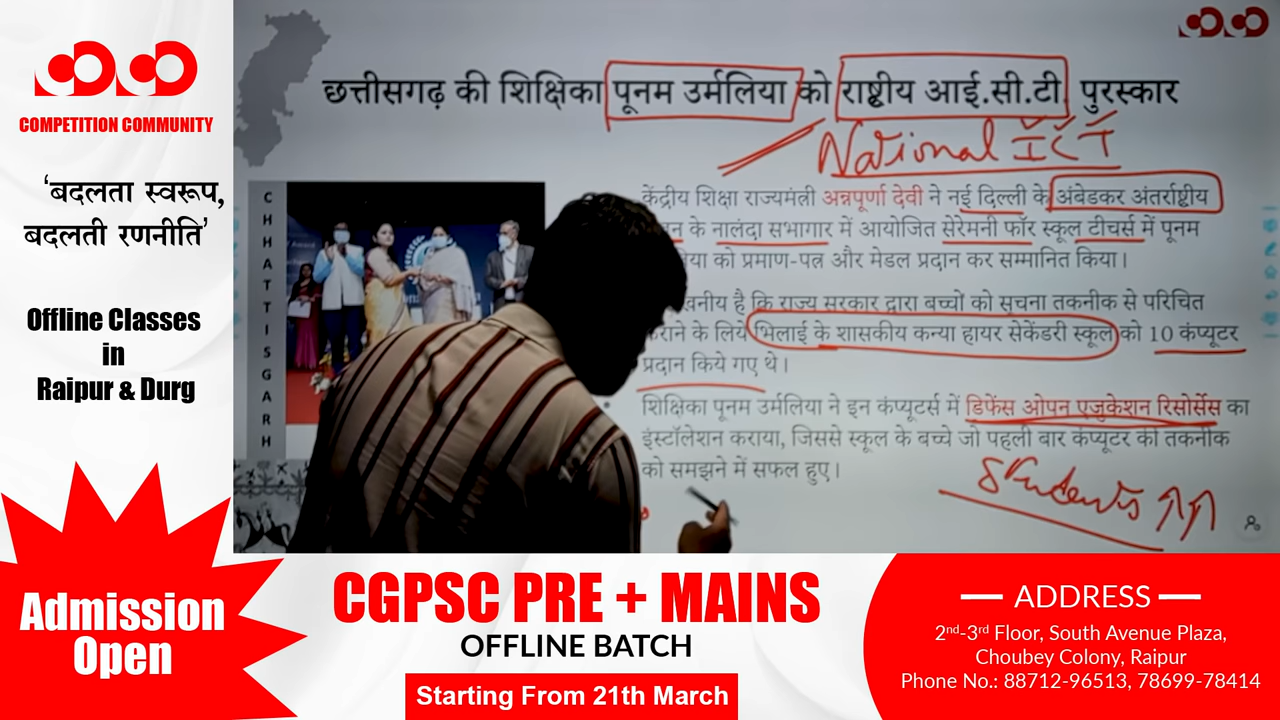 COMPETITION COMMUNITY
‘बदलता स्वरूप,
बदलती रणनीति’
Offline Classes
in
Raipur & Durg
Admission
Open
छत्तीसगढ़ की शिक्षिका पूनम उर्मलिया को राष्ट्रीय आई.सी.टी. पुरस्कार
National ICT
CHHATTISGARH
केंद्रीय शिक्षा राज्यमंत्री अन्नपूर्णा देवी ने नई दिल्ली के अंबेडकर अंतर्राष्ट्रीय
के नालंदा सभागार में आयोजित सेरेमनी फॉर स्कूल टीचर्स में पूनम
को प्रमाण-पत्र और मेडल प्रदान कर सम्मानित किया।
है कि राज्य सरकार द्वारा बच्चों को सूचना तकनीक से परिचित
कराने के लिये भिलाई के शासकीय कन्या हायर सेकेंडरी स्कूल को 10 कंप्यूटर
प्रदान किये गए थे।
शिक्षिका पूनम उर्मलिया ने इन कंप्यूटर्स में डिफेंस ओपन एजुकेशन रिसोर्सेस का
इंस्टॉलेशन कराया, जिससे स्कूल के बच्चे जो पहली बार कंप्यूटर की तकनीक
को समझने में सफल हुए।
Students
CGPSC PRE + MAINS
OFFLINE BATCH
Starting From 21th March
ADDRESS
2nd-3rd Floor, South Avenue Plaza,
Choubey Colony, Raipur
Phone No.: 88712-96513, 78699-78414